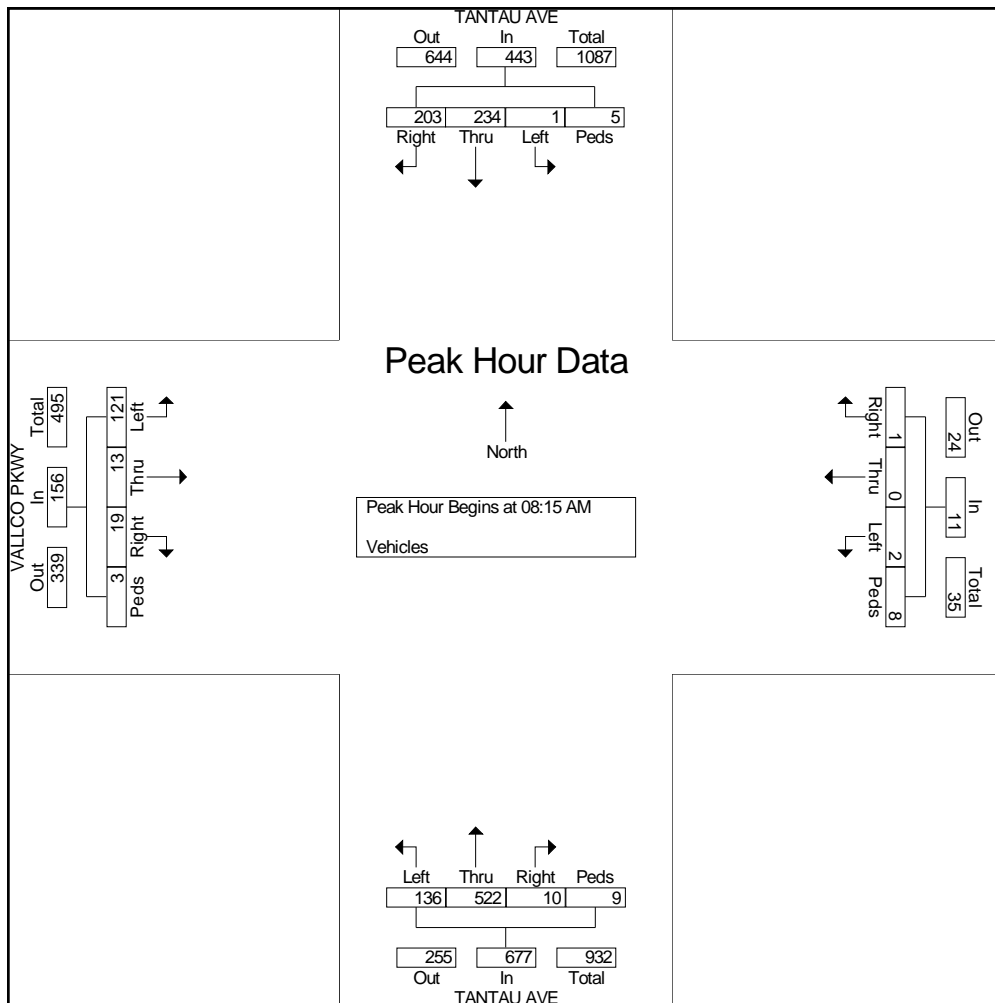 TANTAU AVE
Out In Total
644 443 1087
203 234 1 5
Right Thru Left Peds
Peak Hour Data
North
Peak Hour Begins at 08:15 AM
Vehicles
VALLCO PKWY
Out In Total
339 156 495
Left Thru Right Peds
121 13 19 3
Right Thru Left Peds
1 0 2 8
Out In Total
24 11 35
Left Thru Right Peds
136 522 10 9
255 677 932
Out In Total
TANTAU AVE